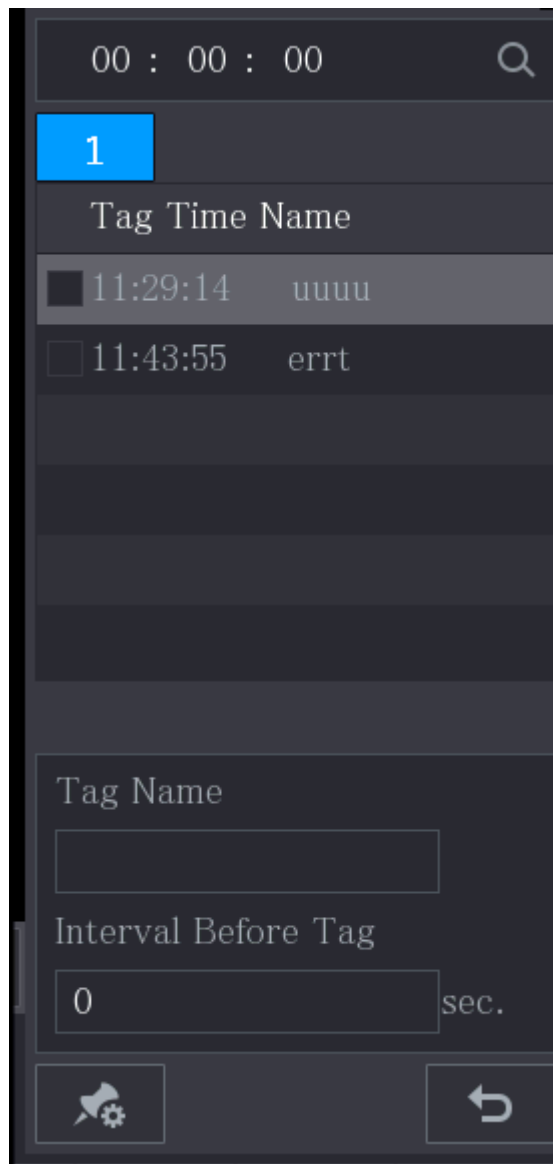 00 : 00 : 00
1
Tag Time Name
11:29:14 uuuu
11:43:55 errt
Tag Name
Interval Before Tag
0 sec.